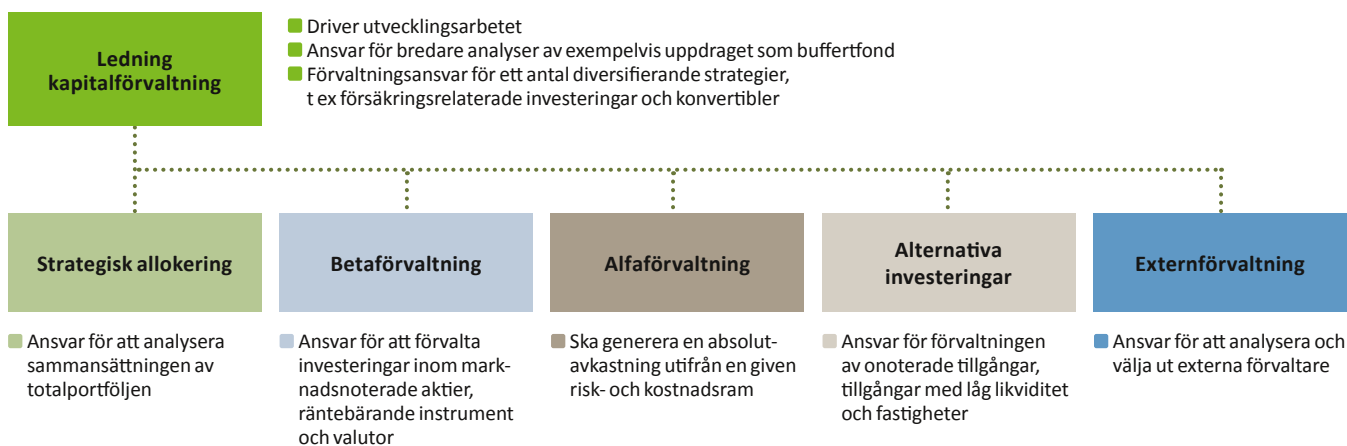 Ledning
kapitalförvaltning
Driver utvecklingsarbetet
Ansvar för bredare analyser av exempelvis uppdraget som buffertfond
Förvaltningsansvar för ett antal diversifierande strategier,
t ex försäkringsrelaterade investeringar och konvertibler
Strategisk allokering
Ansvar för att analysera
sammansättningen av
totalportföljen
Betaförvaltning
Ansvar för att förvalta
investeringar inom mark-
nadsnoterade aktier,
räntebärande instrument
och valutor
Alfaförvaltning
Ska generera en absolut-
avkastning utifrån en given
risk- och kostnadsram
Alternativa
investeringar
Ansvar för förvaltningen
av onoterade tillgångar,
tillgångar med låg likviditet
och fastigheter
Externförvaltning
Ansvar för att analysera och
välja ut externa förvaltare